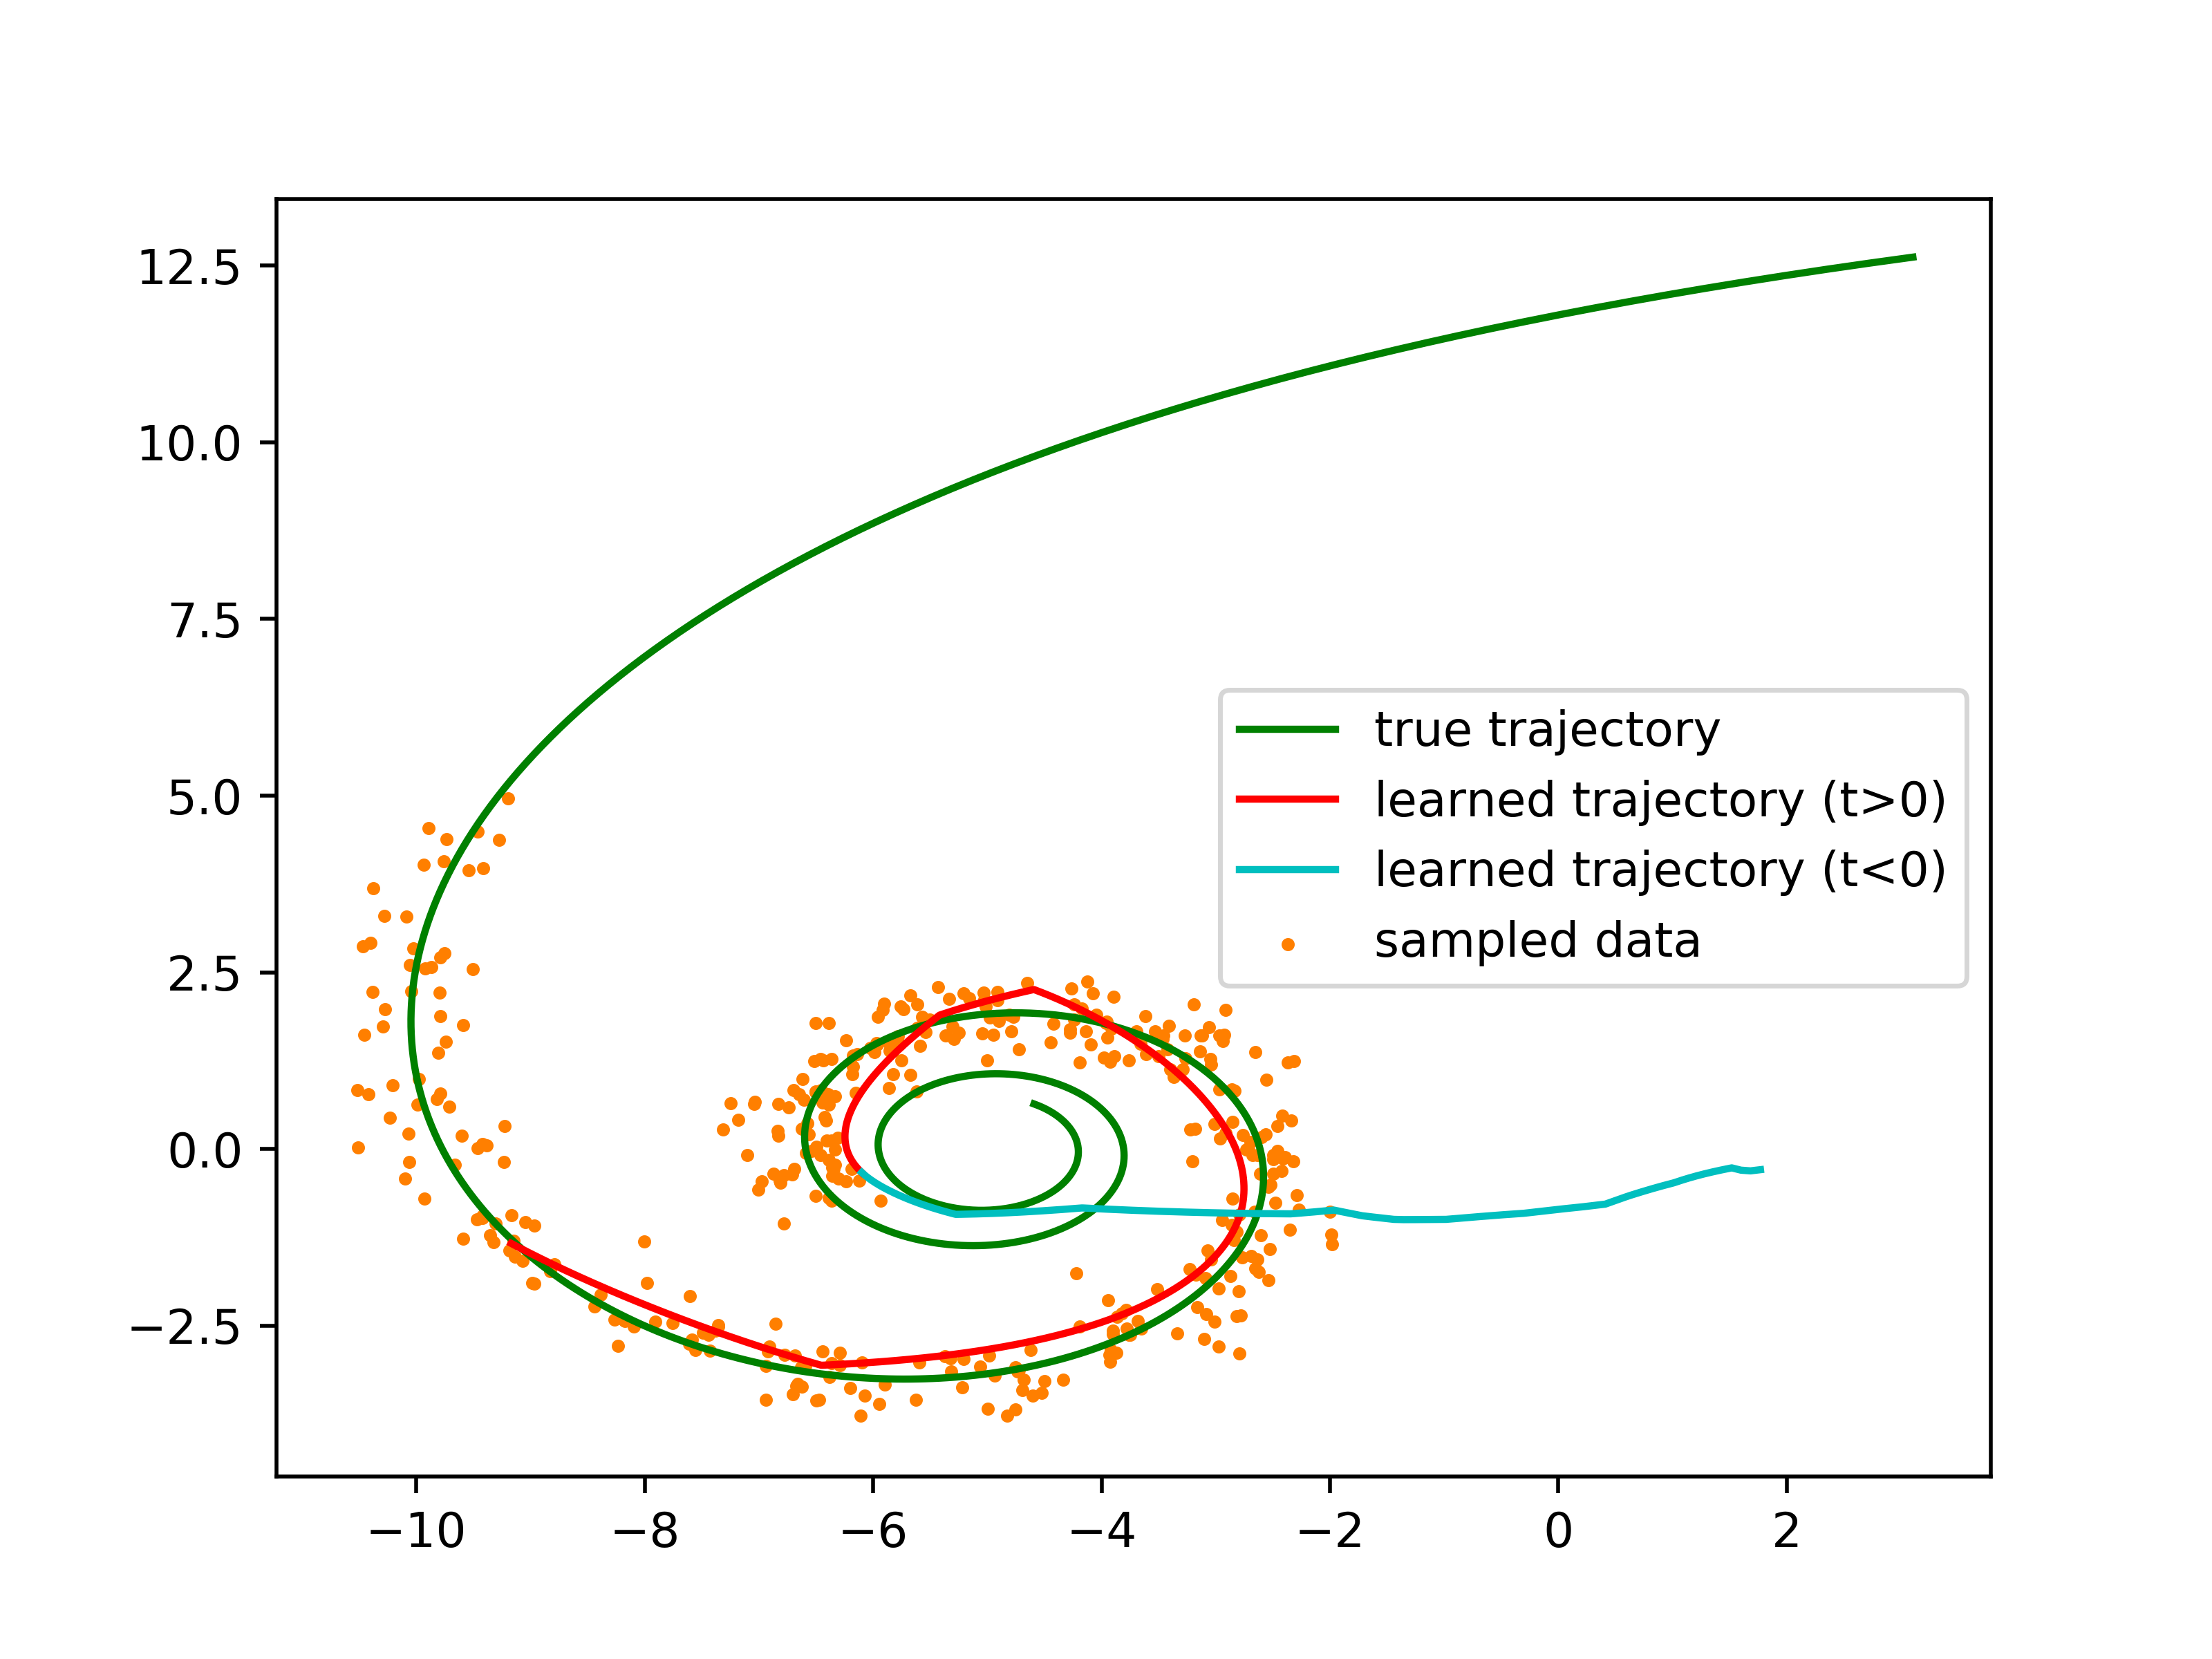 12.5
10.0
7.5
5.0
2.5
0.0
−2.5
true trajectory
learned trajectory (t>0)
learned trajectory (t<0)
sampled data
−10 −8 −6 −4 −2 0 2